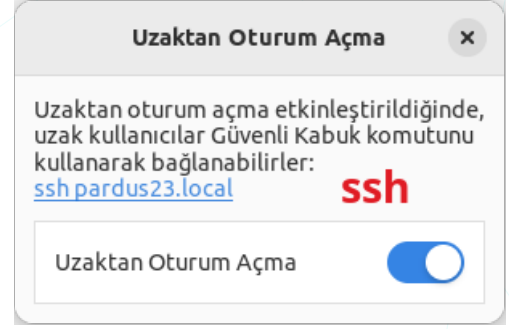 Uzaktan Oturum Açma
Uzaktan oturum açma etkinleştirildiğinde,
uzak kullanıcılar Güvenli Kabuk komutunu
kullanarak bağlanabilirler:
ssh pardus23.local
ssh
Uzaktan Oturum Açma